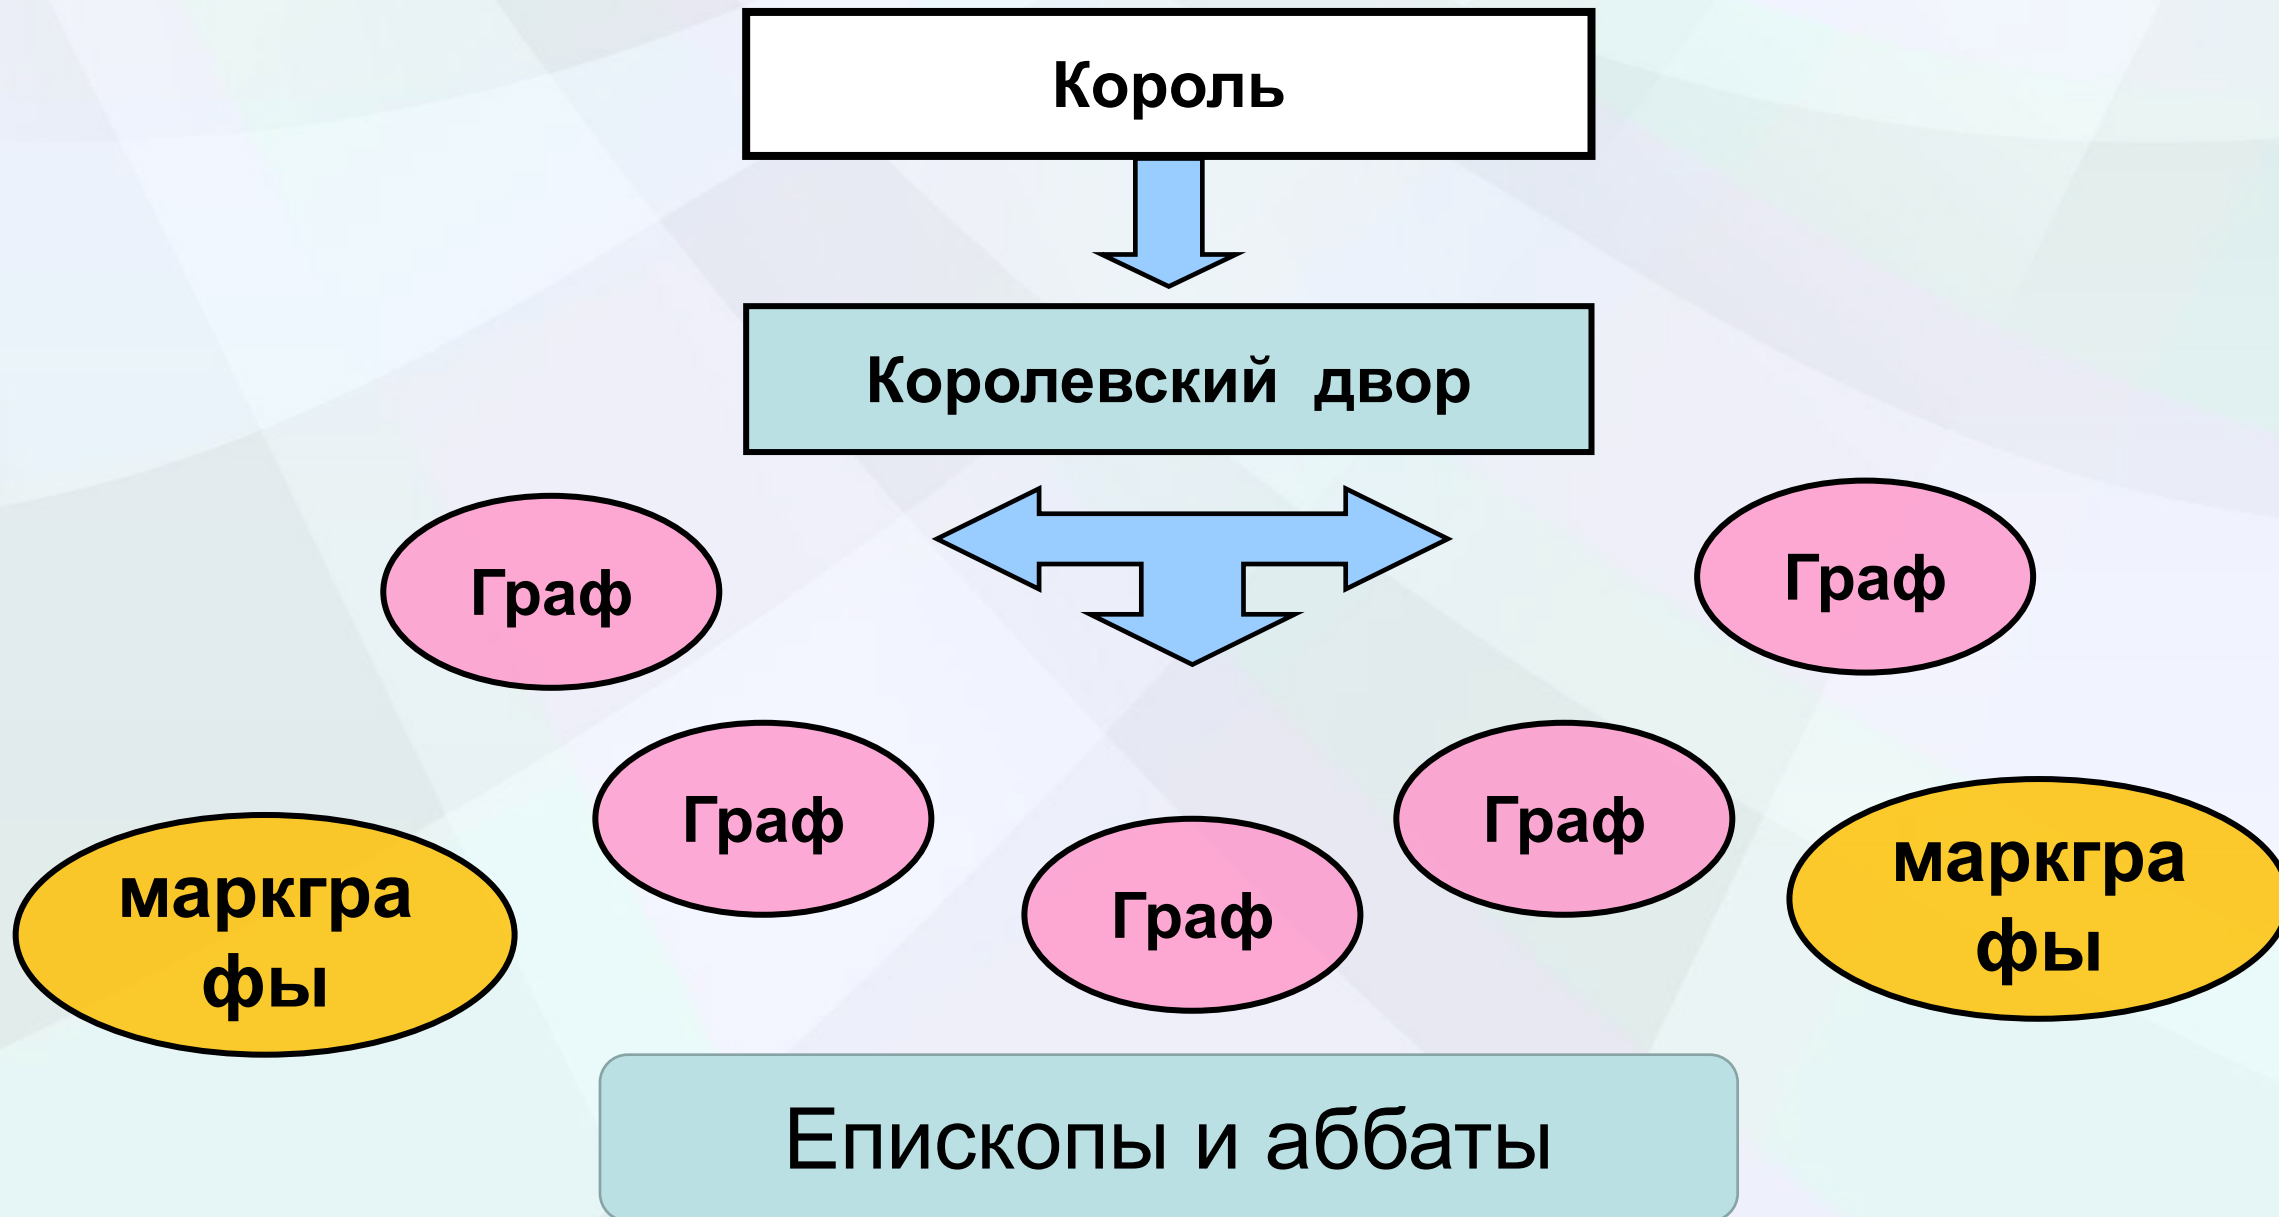 Король
Королевский двор
Граф
Граф
Граф
Граф
Граф
маркгра
фы
маркгра
фы
Епископы и аббаты